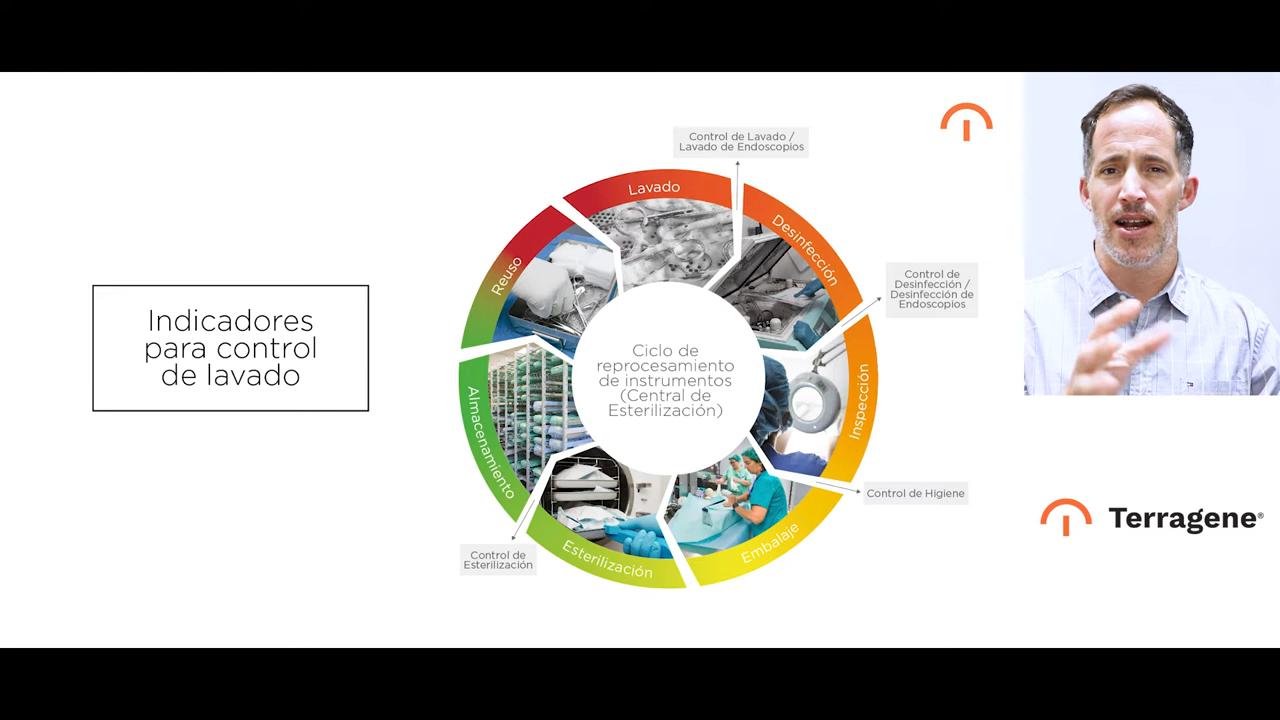 Indicadores
para control
de lavado
Control de Lavado /
Lavado de Endoscopios
Lavado
Desinfección
Control de
Desinfección /
Desinfección de
Endoscopios
Inspección
Control de Higiene
Embalaje
Esterilización
Control de
Esterilización
Almacenamiento
Reuso
Ciclo de
reprocesamiento
de instrumentos
(Central de
Esterilización)
Terragene®